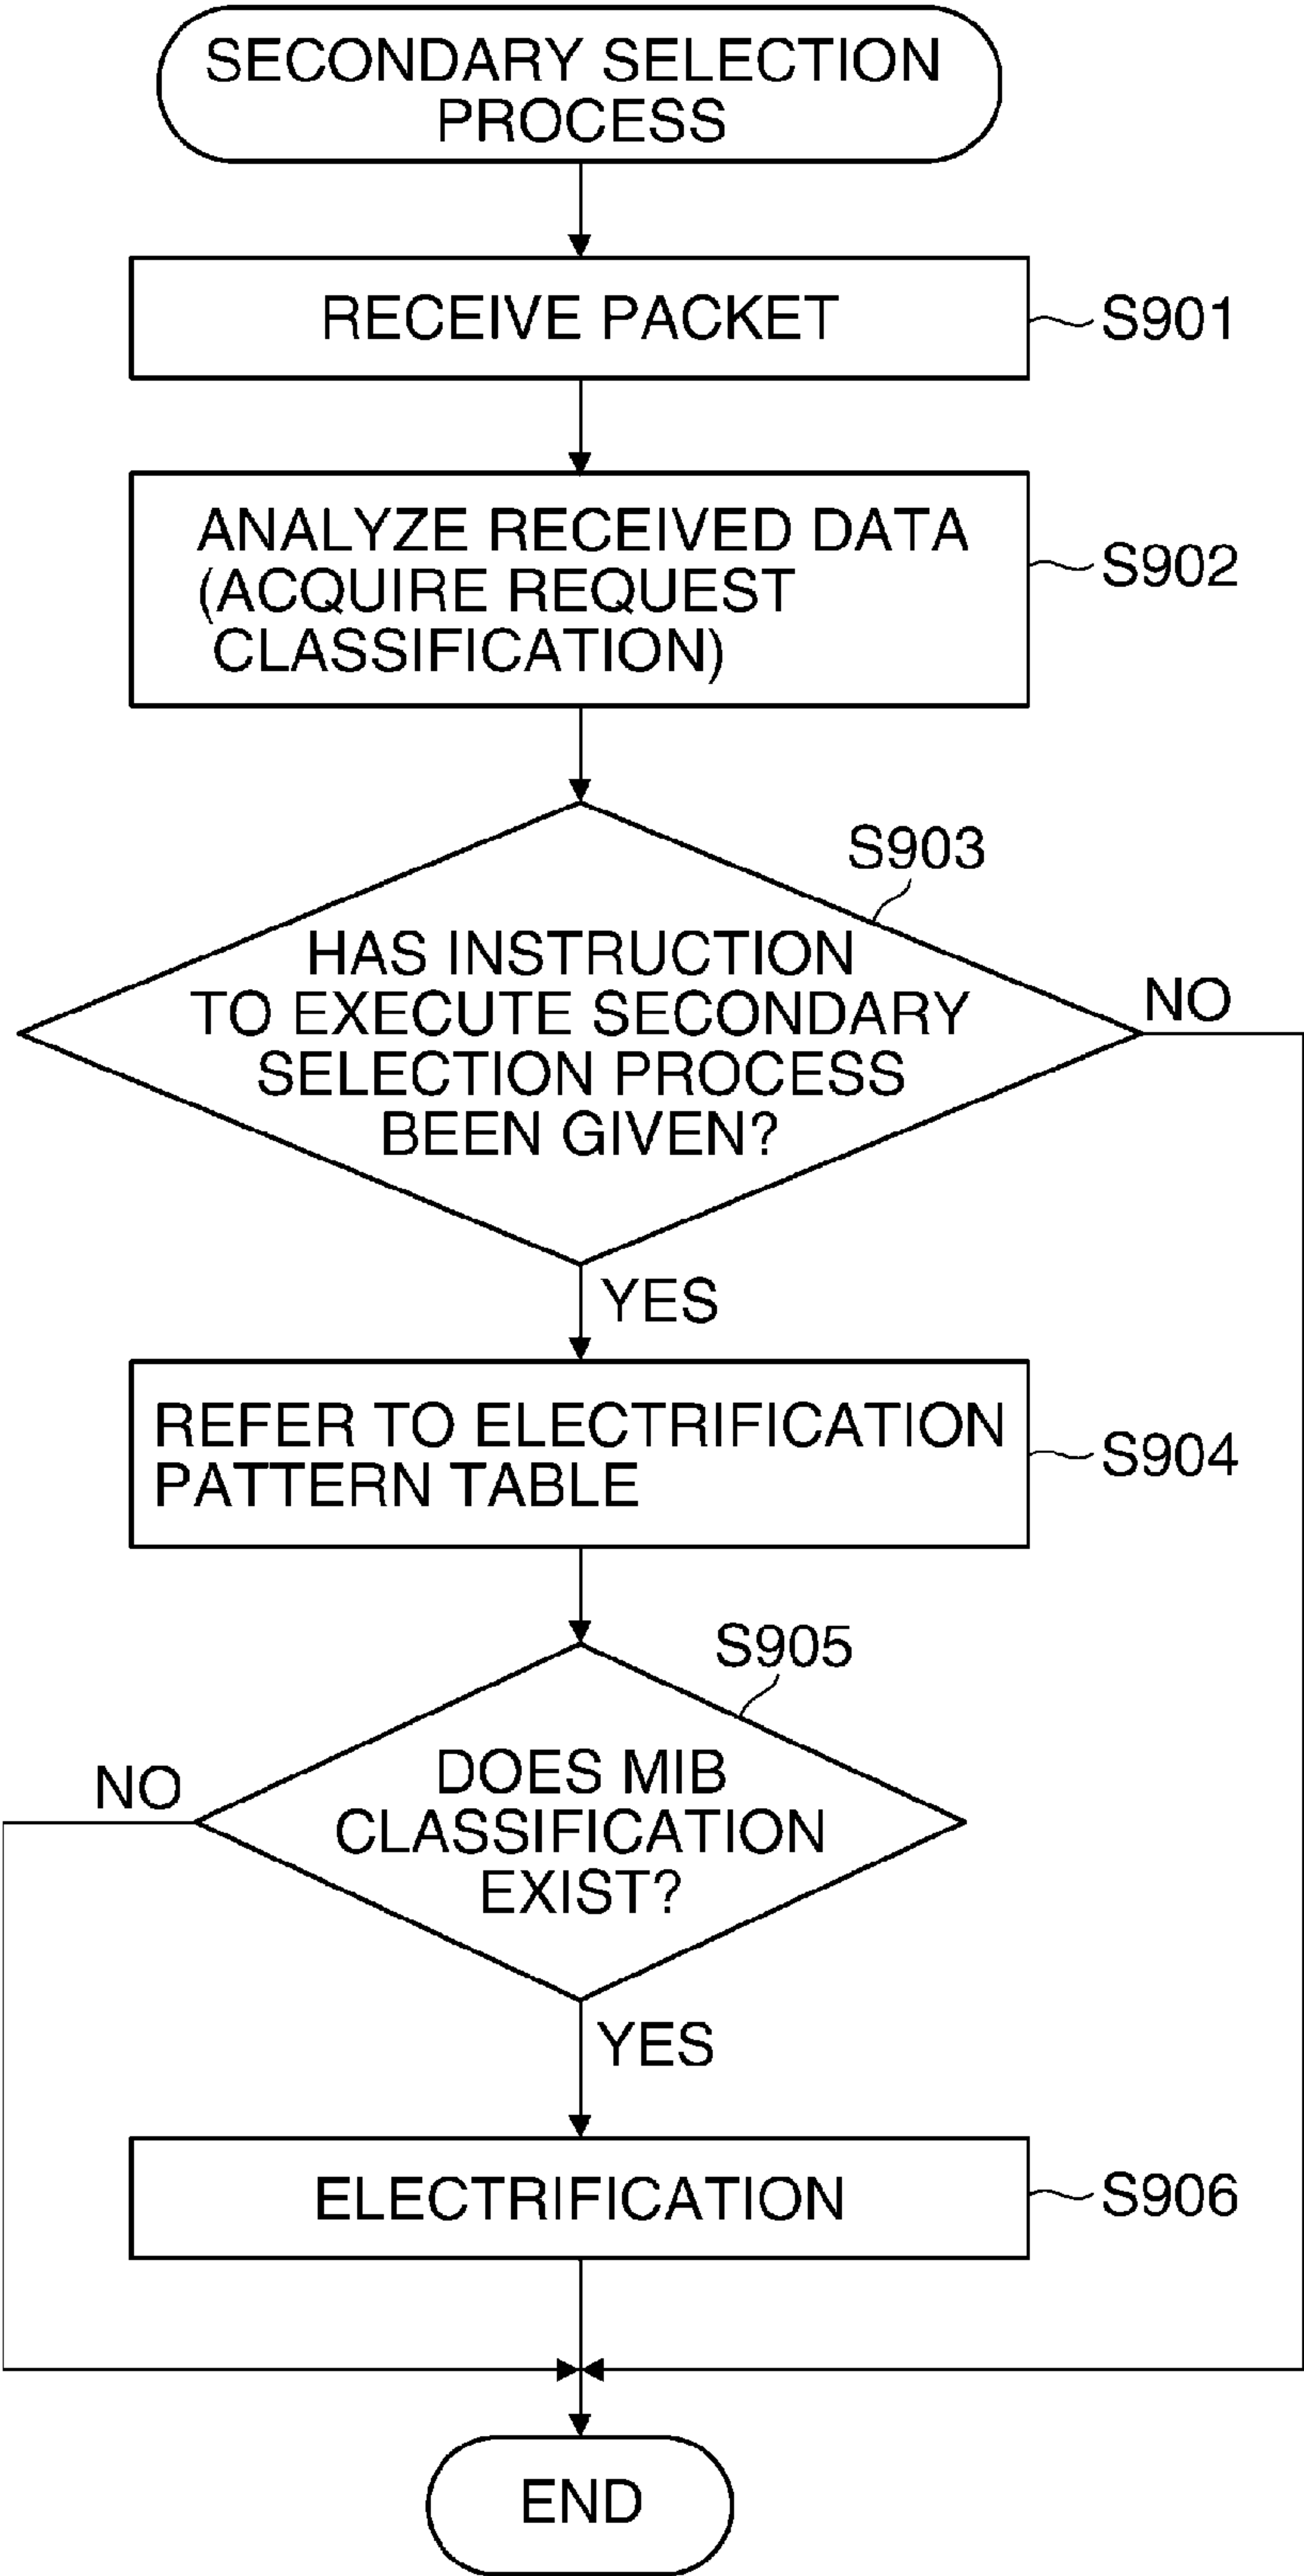 SECONDARY SELECTION
PROCESS
RECEIVE PACKET
S901
ANALYZE RECEIVED DATA
(ACQUIRE REQUEST
CLASSIFICATION)
S902
S903
HAS INSTRUCTION
TO EXECUTE SECONDARY
SELECTION PROCESS
BEEN GIVEN?
NO
YES
REFER TO ELECTRIFICATION
PATTERN TABLE
S904
S905
DOES MIB
CLASSIFICATION
EXIST?
NO
YES
ELECTRIFICATION
S906
END